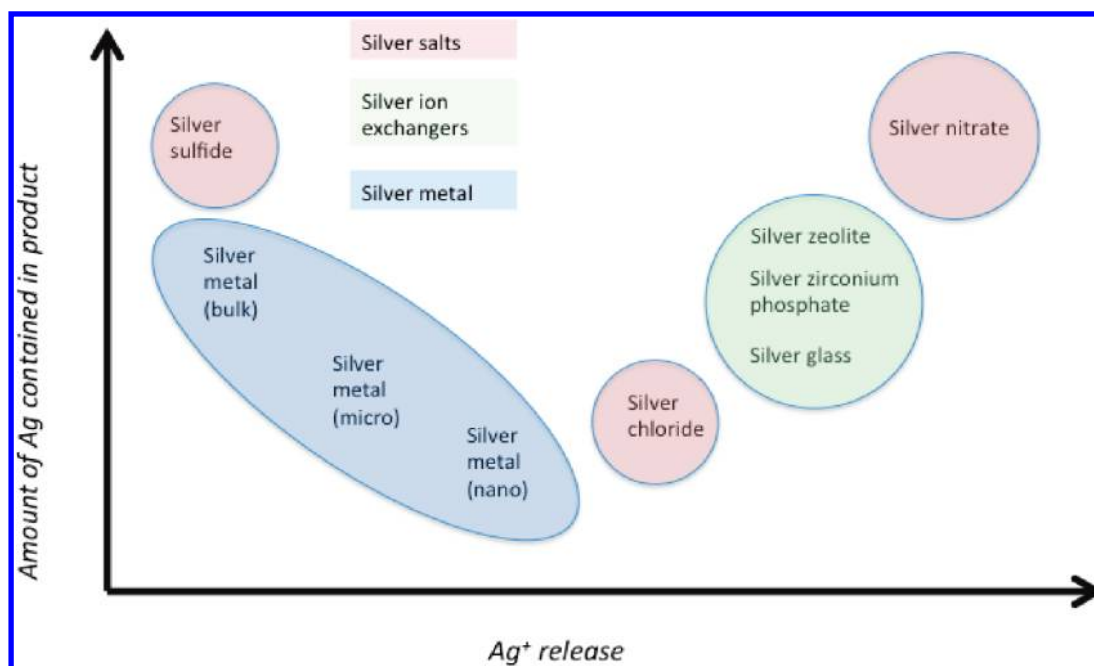 Amount of Ag contained in product
Silver salts
Silver ion
exchangers
Silver metal
Silver
sulfide
Silver
metal
(bulk)
Silver
metal
(micro)
Silver
metal
(nano)
Silver
chloride
Silver zeolite
Silver zirconium
phosphate
Silver glass
Silver nitrate
Ag⁺ release